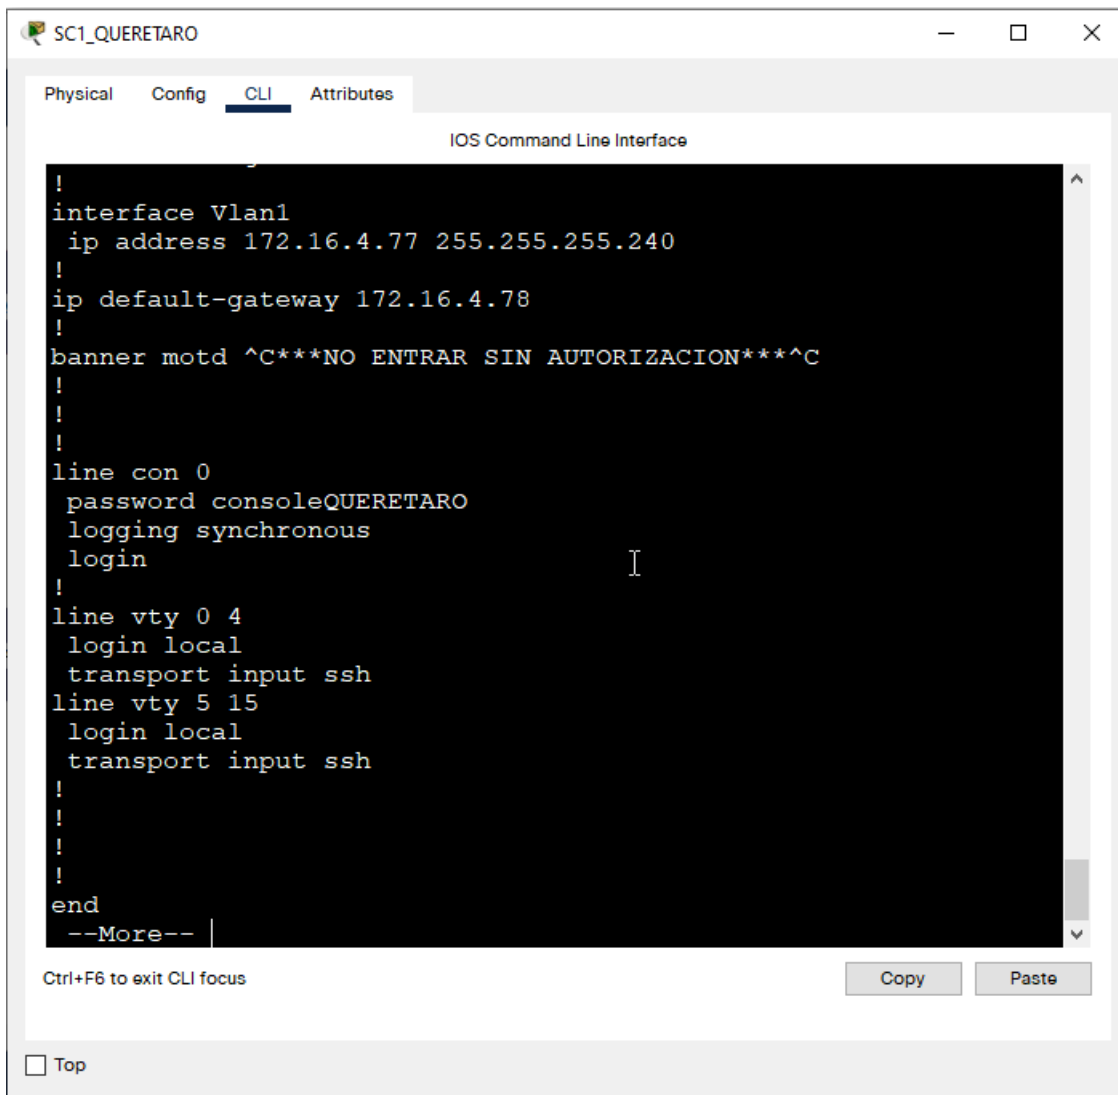 SC1_QUERETARO
Physical Config CLI Attributes
IOS Command Line Interface
!
interface Vlan1
 ip address 172.16.4.77 255.255.255.240
!
ip default-gateway 172.16.4.78
!
banner motd ^C***NO ENTRAR SIN AUTORIZACION***^C
!
!
!
line con 0
 password consoleQUERETARO
 logging synchronous
 login
!
line vty 0 4
 login local
 transport input ssh
line vty 5 15
 login local
 transport input ssh
!
!
!
!
end
 --More--
Ctrl+F6 to exit CLI focus
Copy Paste
Top